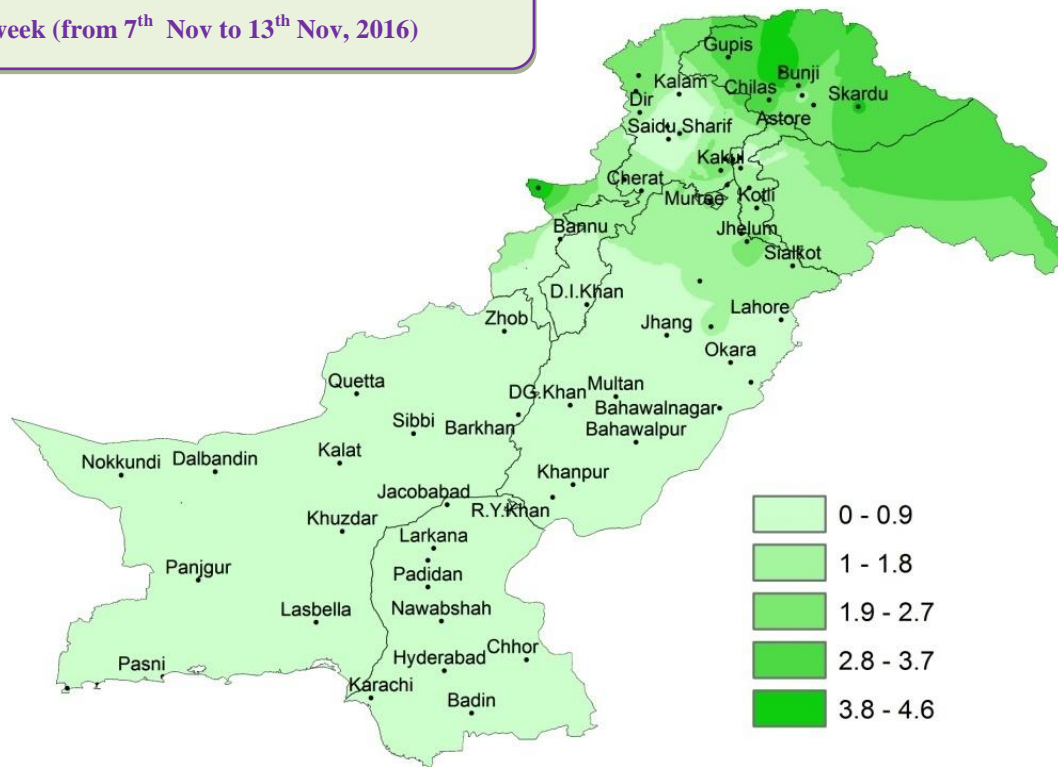 week (from 7th Nov to 13th Nov, 2016)
Gupis
Bunji
Kalam
Chilas
Skardu
Dir
Astore
Saidu Sharif
Kakul
Cherat
Murree
Kotli
Bannu
Jhelum
Sialkot
D.I.Khan
Lahore
Zhob
Jhang
Okara
Quetta
DG.Khan
Multan
Bahawalnagar
Sibbi
Barkhan
Bahawalpur
Kalat
Nokkundi
Dalbandin
Khanpur
Jacobabad
R.Y.Khan
Khuzdar
Larkana
Panjgur
Padidan
Lasbella
Nawabshah
Chhor
Pasni
Hyderabad
Karachi
Badin
0 - 0.9
1 - 1.8
1.9 - 2.7
2.8 - 3.7
3.8 - 4.6